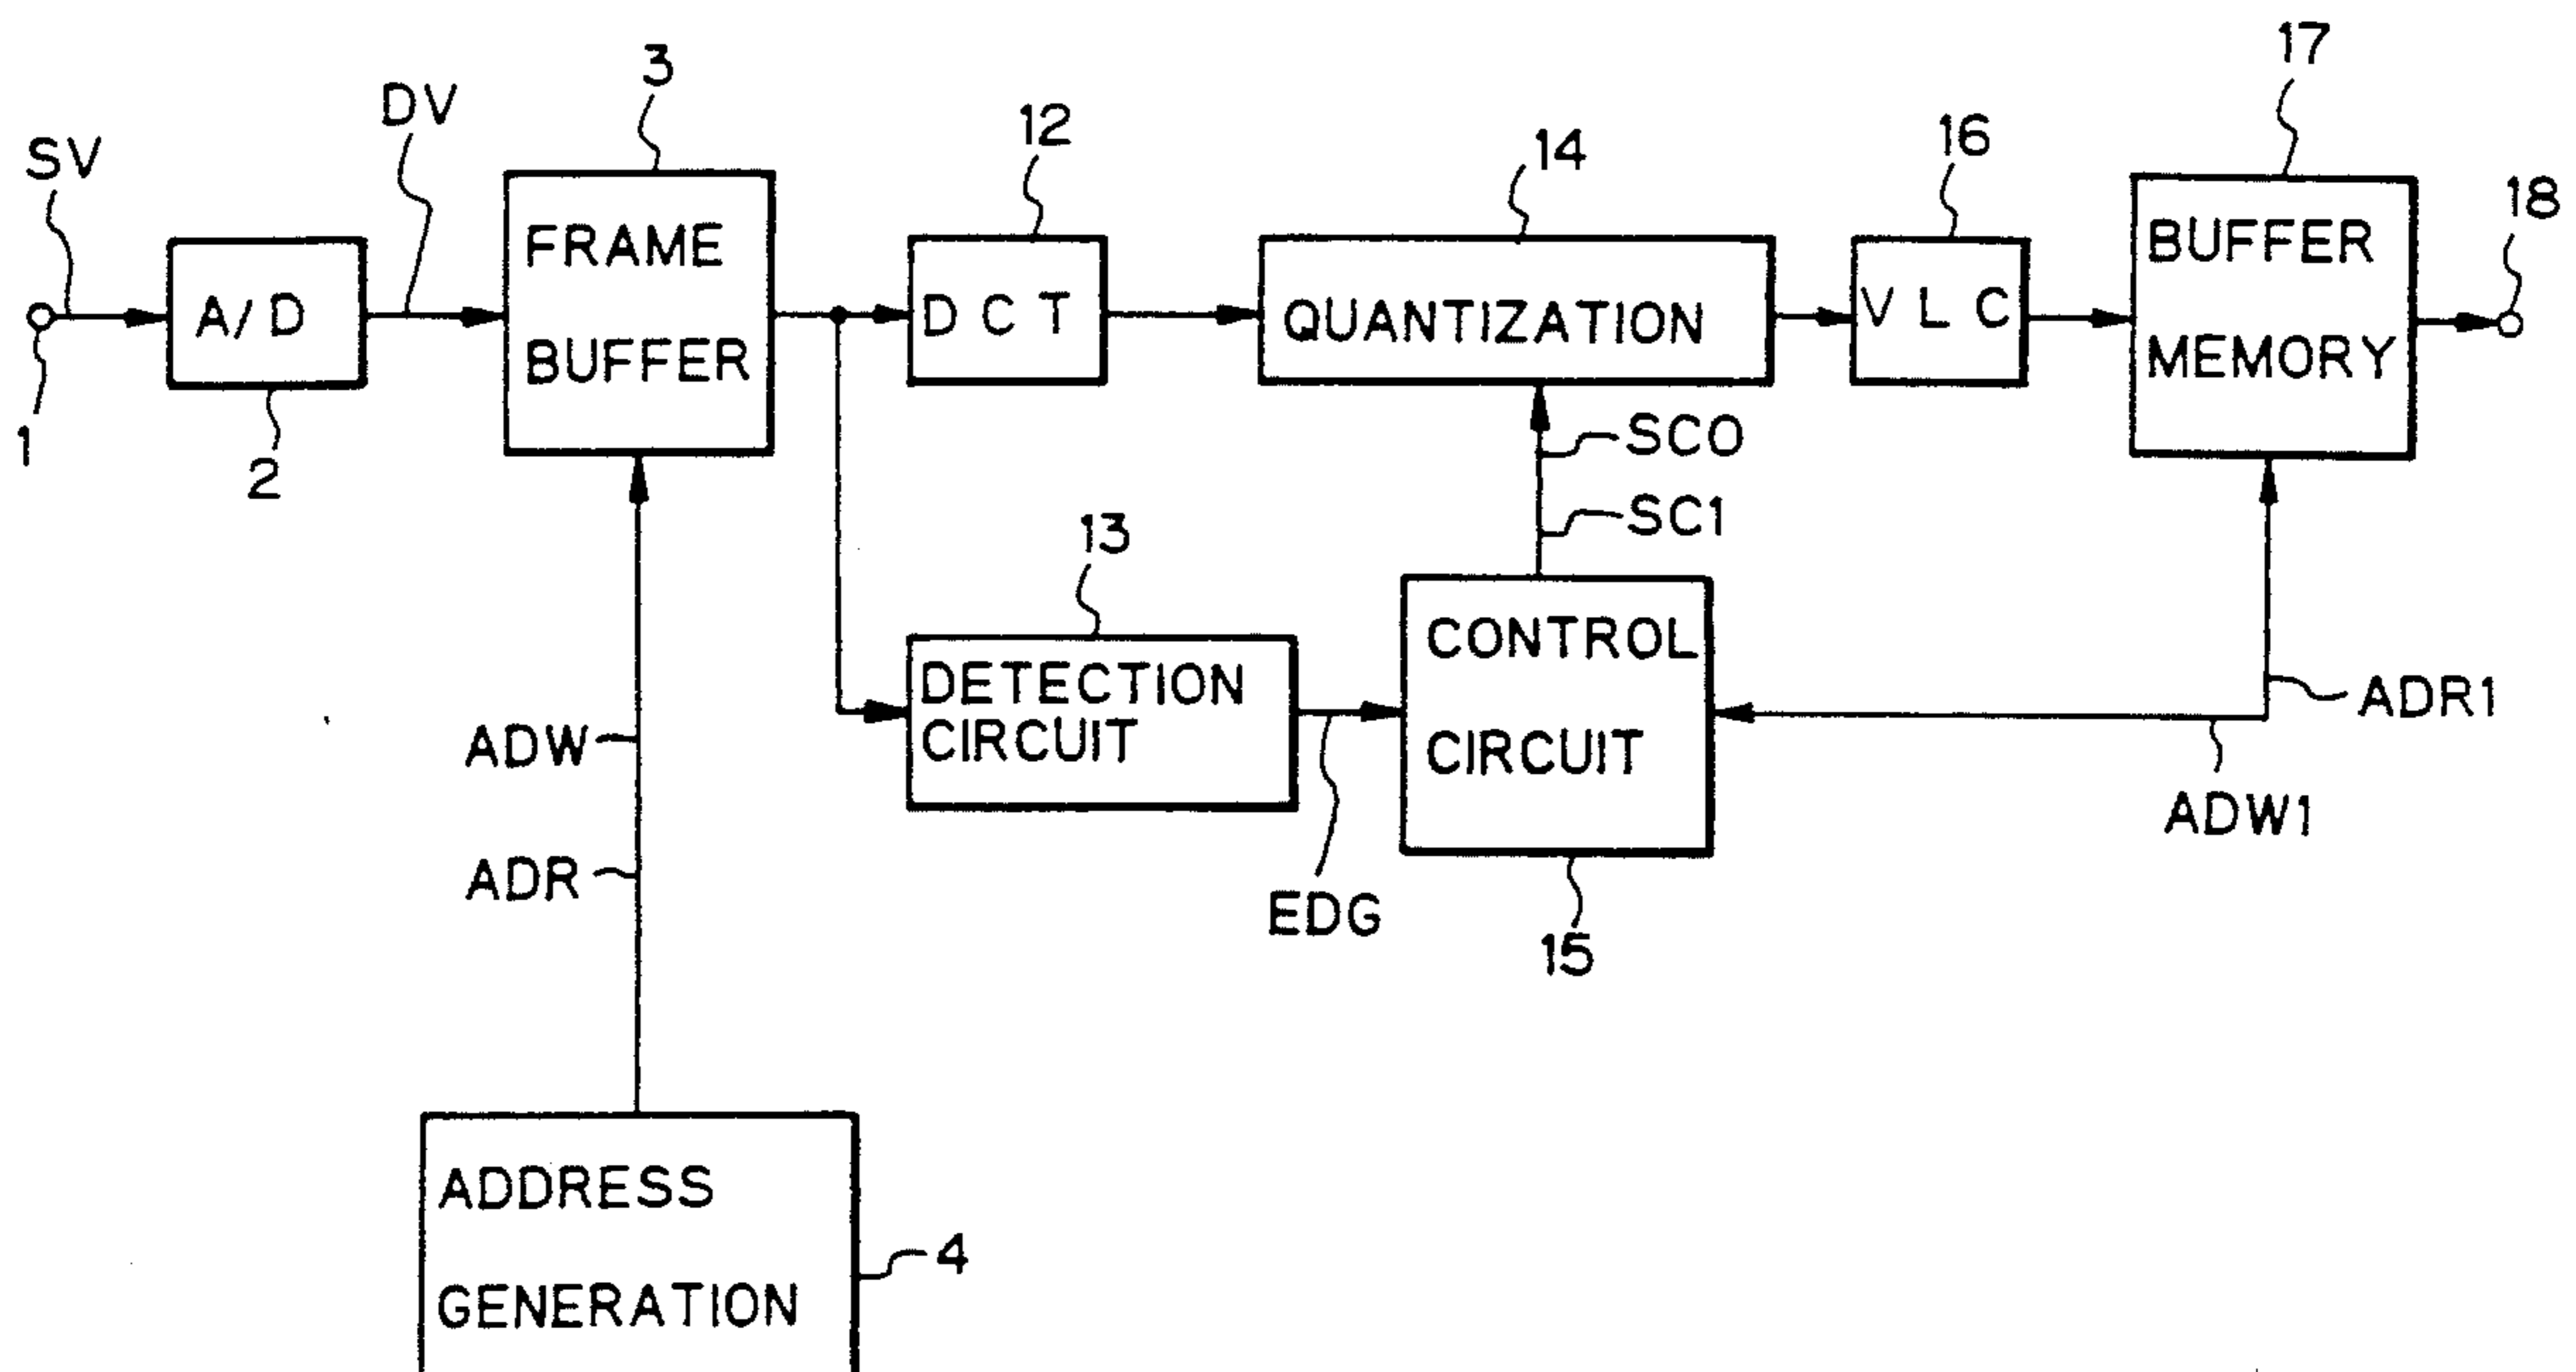 SV
DV
3
12
14
16
17
18
A/D
FRAME
BUFFER
D C T
QUANTIZATION
V L C
BUFFER
MEMORY
1
2
SC0
SC1
13
DETECTION
CIRCUIT
CONTROL
CIRCUIT
ADR1
ADW1
ADW
ADR
EDG
15
ADDRESS
GENERATION
4